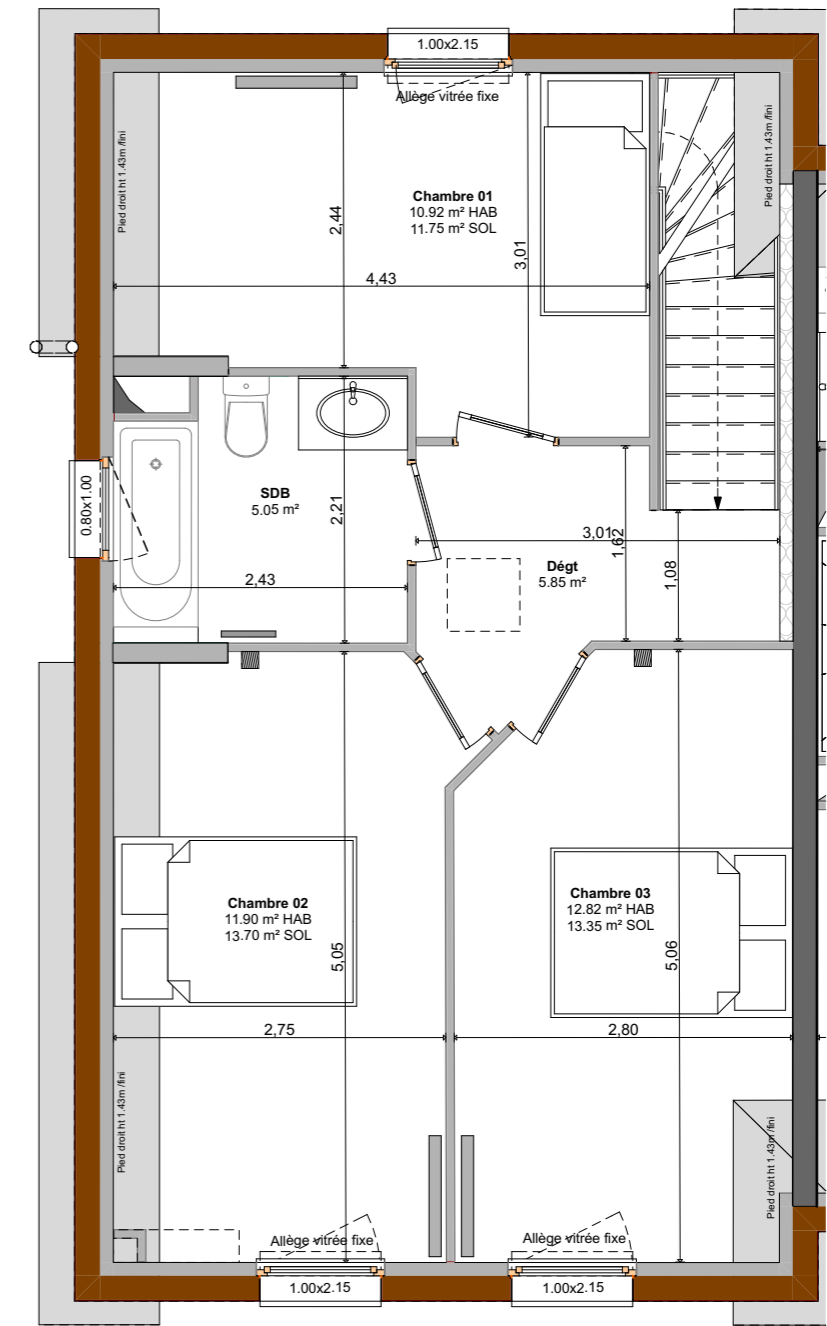 1.00x2.15
Allège vitrée fixe
Pied droit ht 1.43m /fini
Pied droit ht 1.43m /fini
Chambre 01
10.92 m² HAB
11.75 m² SOL
2,44
3,01
4,43
0.80x1.00
SDB
5.05 m²
2,21
2,43
3,01
1,62
1,08
Dégt
5.85 m²
Chambre 02
11.90 m² HAB
13.70 m² SOL
Chambre 03
12.82 m² HAB
13.35 m² SOL
5,05
5,06
2,75
2,80
Pied droit ht 1.43m /fini
Pied droit ht 1.43m /fini
Allège vitrée fixe
Allège vitrée fixe
1.00x2.15
1.00x2.15